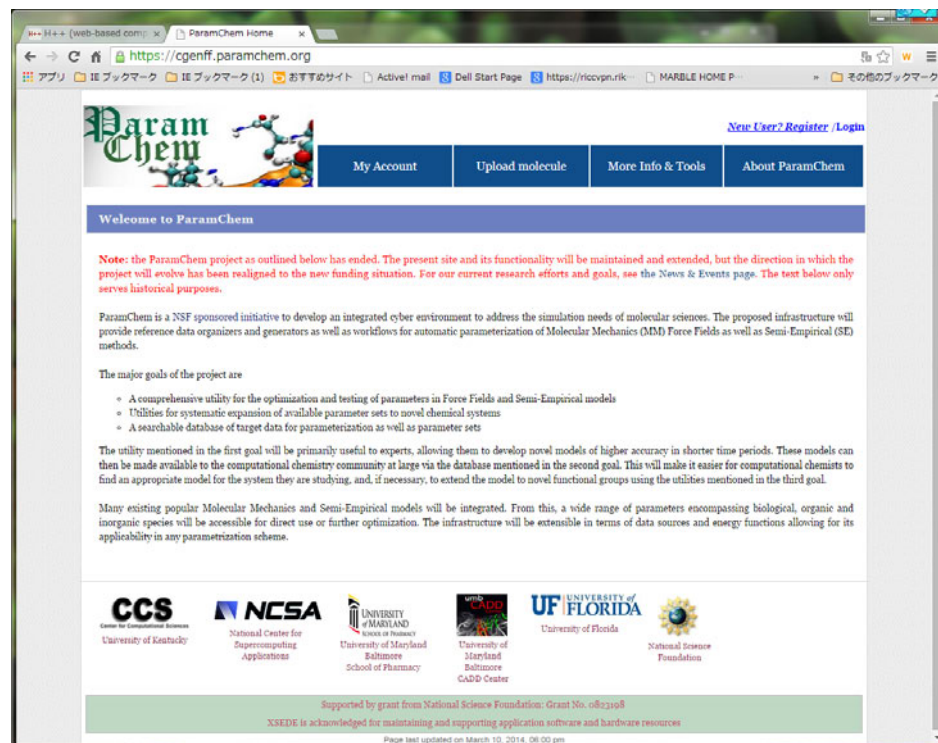 H++ (web-based comp
ParamChem Home
https://cgenff.paramchem.org
アプリ IE ブックマーク IE ブックマーク (1) おすすめサイト Active! mail Dell Start Page https://riccvpn.rik… MARBLE HOME P… » その他のブックマーク
Param
Chem
New User? Register /Login
My Account Upload molecule More Info & Tools About ParamChem
Welcome to ParamChem
Note: the ParamChem project as outlined below has ended. The present site and its functionality will be maintained and extended, but the direction in which the
project will evolve has been realigned to the new funding situation. For our current research efforts and goals, see the News & Events page. The text below only
serves historical purposes.
ParamChem is a NSF sponsored initiative to develop an integrated cyber environment to address the simulation needs of molecular sciences. The proposed infrastructure will
provide reference data organizers and generators as well as workflows for automatic parameterization of Molecular Mechanics (MM) Force Fields as well as Semi-Empirical (SE)
methods.
The major goals of the project are
A comprehensive utility for the optimization and testing of parameters in Force Fields and Semi-Empirical models
Utilities for systematic expansion of available parameter sets to novel chemical systems
A searchable database of target data for parameterization as well as parameter sets
The utility mentioned in the first goal will be primarily useful to experts, allowing them to develop novel models of higher accuracy in shorter time periods. These models can
then be made available to the computational chemistry community at large via the database mentioned in the second goal. This will make it easier for computational chemists to
find an appropriate model for the system they are studying, and, if necessary, to extend the model to novel functional groups using the utilities mentioned in the third goal.
Many existing popular Molecular Mechanics and Semi-Empirical models will be integrated. From this, a wide range of parameters encompassing biological, organic and
inorganic species will be accessible for direct use or further optimization. The infrastructure will be extensible in terms of data sources and energy functions allowing for its
applicability in any parametrization scheme.
CCS
Center for Computational Sciences
University of Kentucky
NCSA
National Center for
Supercomputing
Applications
UNIVERSITY
of MARYLAND
SCHOOL OF PHARMACY
University of Maryland
Baltimore
School of Pharmacy
umb
CADD
University of
Maryland
Baltimore
CADD Center
UF UNIVERSITY of
FLORIDA
University of Florida
National Science
Foundation
Supported by grant from National Science Foundation: Grant No. 0823198
XSEDE is acknowledged for maintaining and supporting application software and hardware resources
Page last updated on March 10, 2014, 06:00 pm